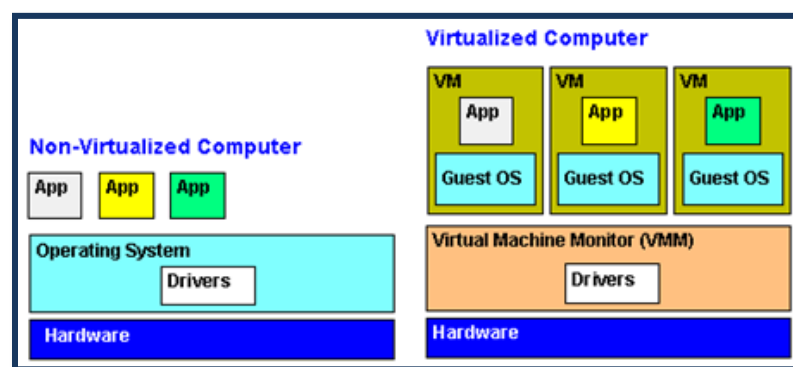 Virtualized Computer
VM VM VM
App App App
Guest OS Guest OS Guest OS
Virtual Machine Monitor (VMM)
Drivers
Hardware
Non-Virtualized Computer
App App App
Operating System
Drivers
Hardware